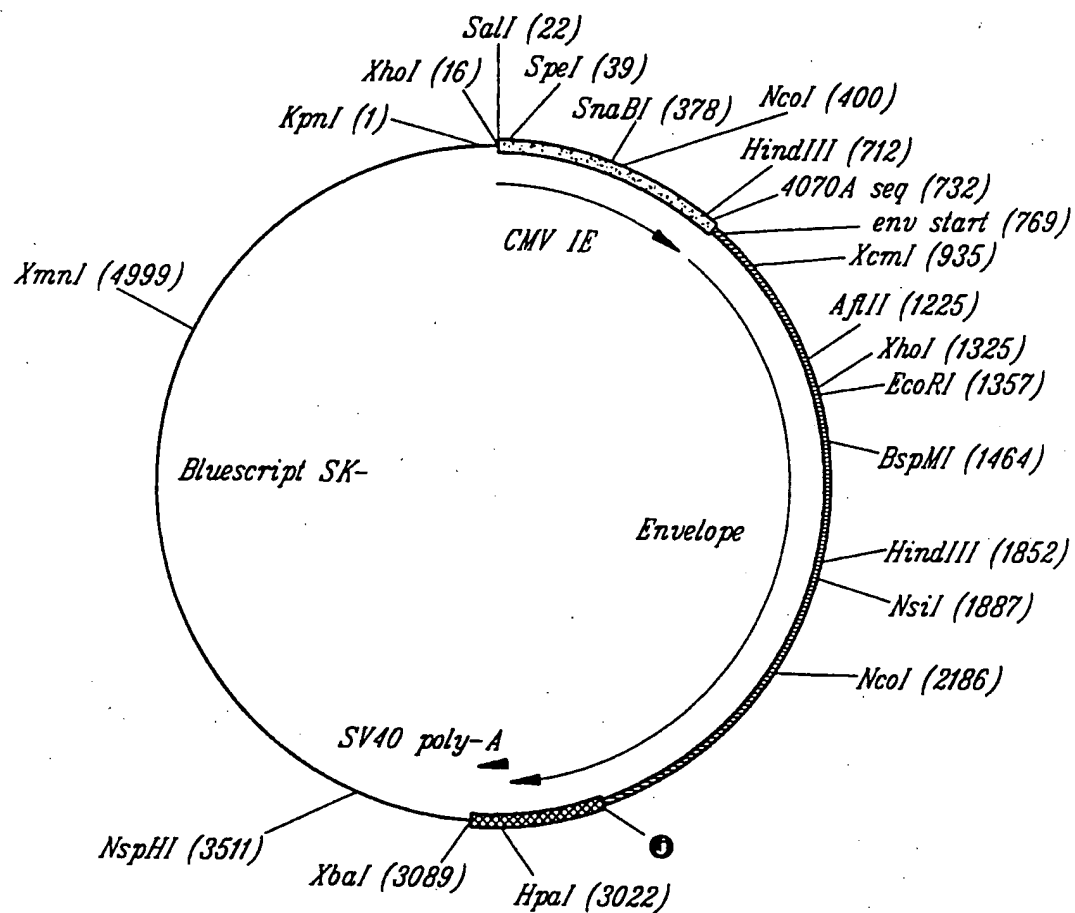 SalI (22)
XhoI (16)
SpeI (39)
KpnI (1)
SnaBI (378)
NcoI (400)
HindIII (712)
4070A seq (732)
env start (769)
CMV IE
XcmI (935)
XmnI (4999)
AflII (1225)
XhoI (1325)
EcoRI (1357)
BspMI (1464)
Bluescript SK-
Envelope
HindIII (1852)
NsiI (1887)
NcoI (2186)
SV40 poly-A
NspHI (3511)
XbaI (3089)
HpaI (3022)
j